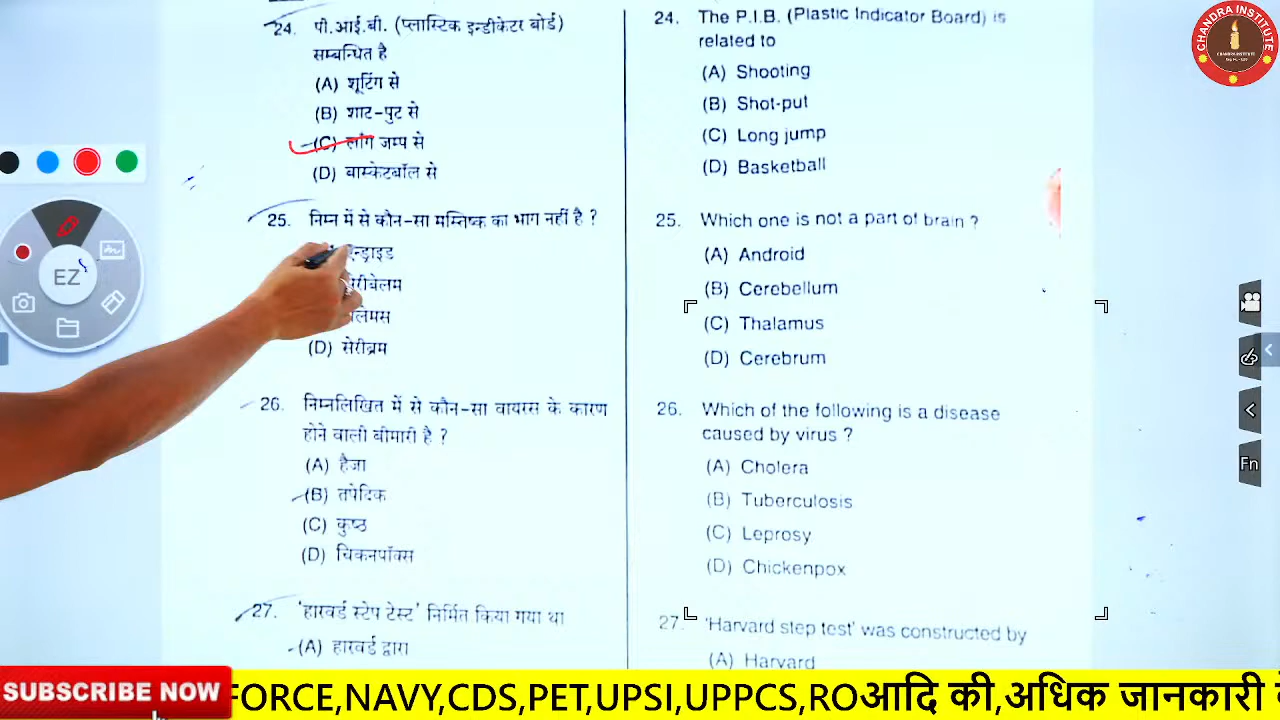 24. पी.आई.बी. (प्लास्टिक इन्डीकेटर बोर्ड)
सम्बन्धित है
(A) शूटिंग से
(B) शाट-पुट से
(C) लाँग जम्प से
(D) बास्केटबॉल से
25. निम्न में से कौन-सा मस्तिष्क का भाग नहीं है ?
(D) सेरीब्रम
26. निम्नलिखित में से कौन-सा वायरस के कारण
होने वाली बीमारी है ?
(A) हैजा
(B) तपेदिक
(C) कुष्ठ
(D) चिकनपॉक्स
27. 'हारवर्ड स्टेप टेस्ट' निर्मित किया गया था
(A) हारवर्ड द्वारा
24. The P.I.B. (Plastic Indicator Board) is
related to
(A) Shooting
(B) Shot-put
(C) Long jump
(D) Basketball
25. Which one is not a part of brain ?
(A) Android
(B) Cerebellum
(C) Thalamus
(D) Cerebrum
26. Which of the following is a disease
caused by virus ?
(A) Cholera
(B) Tuberculosis
(C) Leprosy
(D) Chickenpox
27. 'Harvard step test' was constructed by
(A) Harvard
CHANDRA INSTITUTE
EZ
Fn
SUBSCRIBE NOW
FORCE,NAVY,CDS,PET,UPSI,UPPCS,ROआदि की,अधिक जानकारी